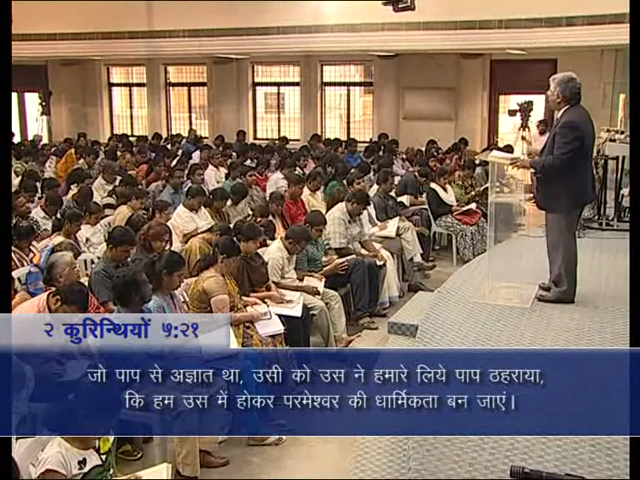 २ कुरिन्थियों ५:२१
जो पाप से अज्ञात था, उसी को उस ने हमारे लिये पाप ठहराया,
कि हम उस में होकर परमेश्वर की धार्मिकता बन जाएं।